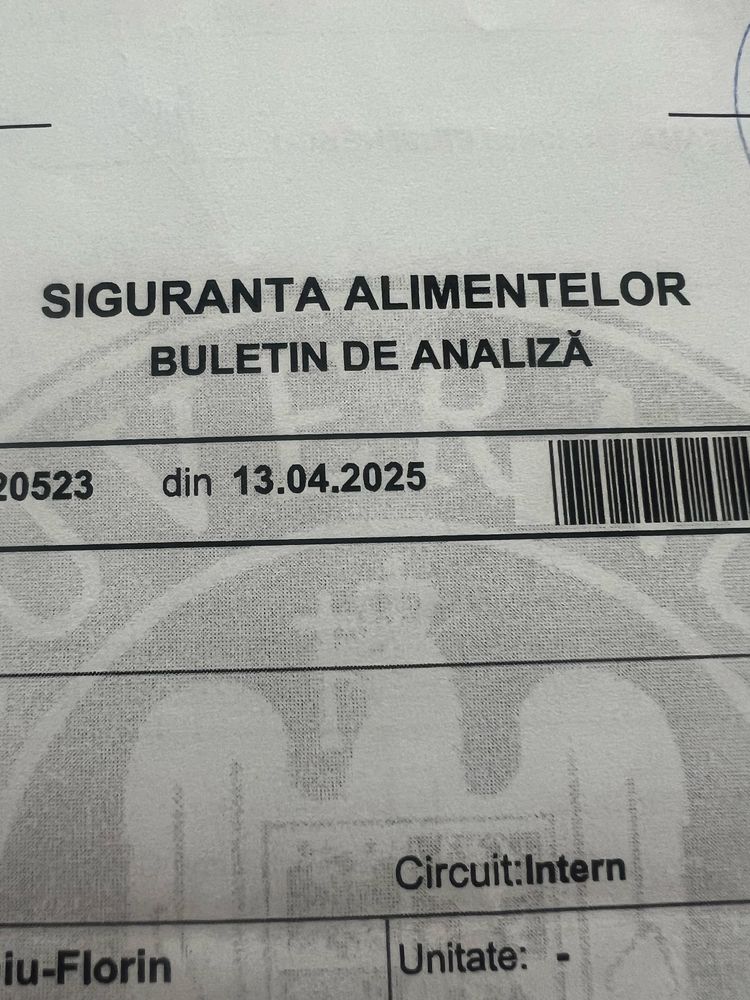 SIGURANTA ALIMENTELOR
BULETIN DE ANALIZĂ
20523 din 13.04.2025
Circuit:Intern
iu-Florin Unitate: -